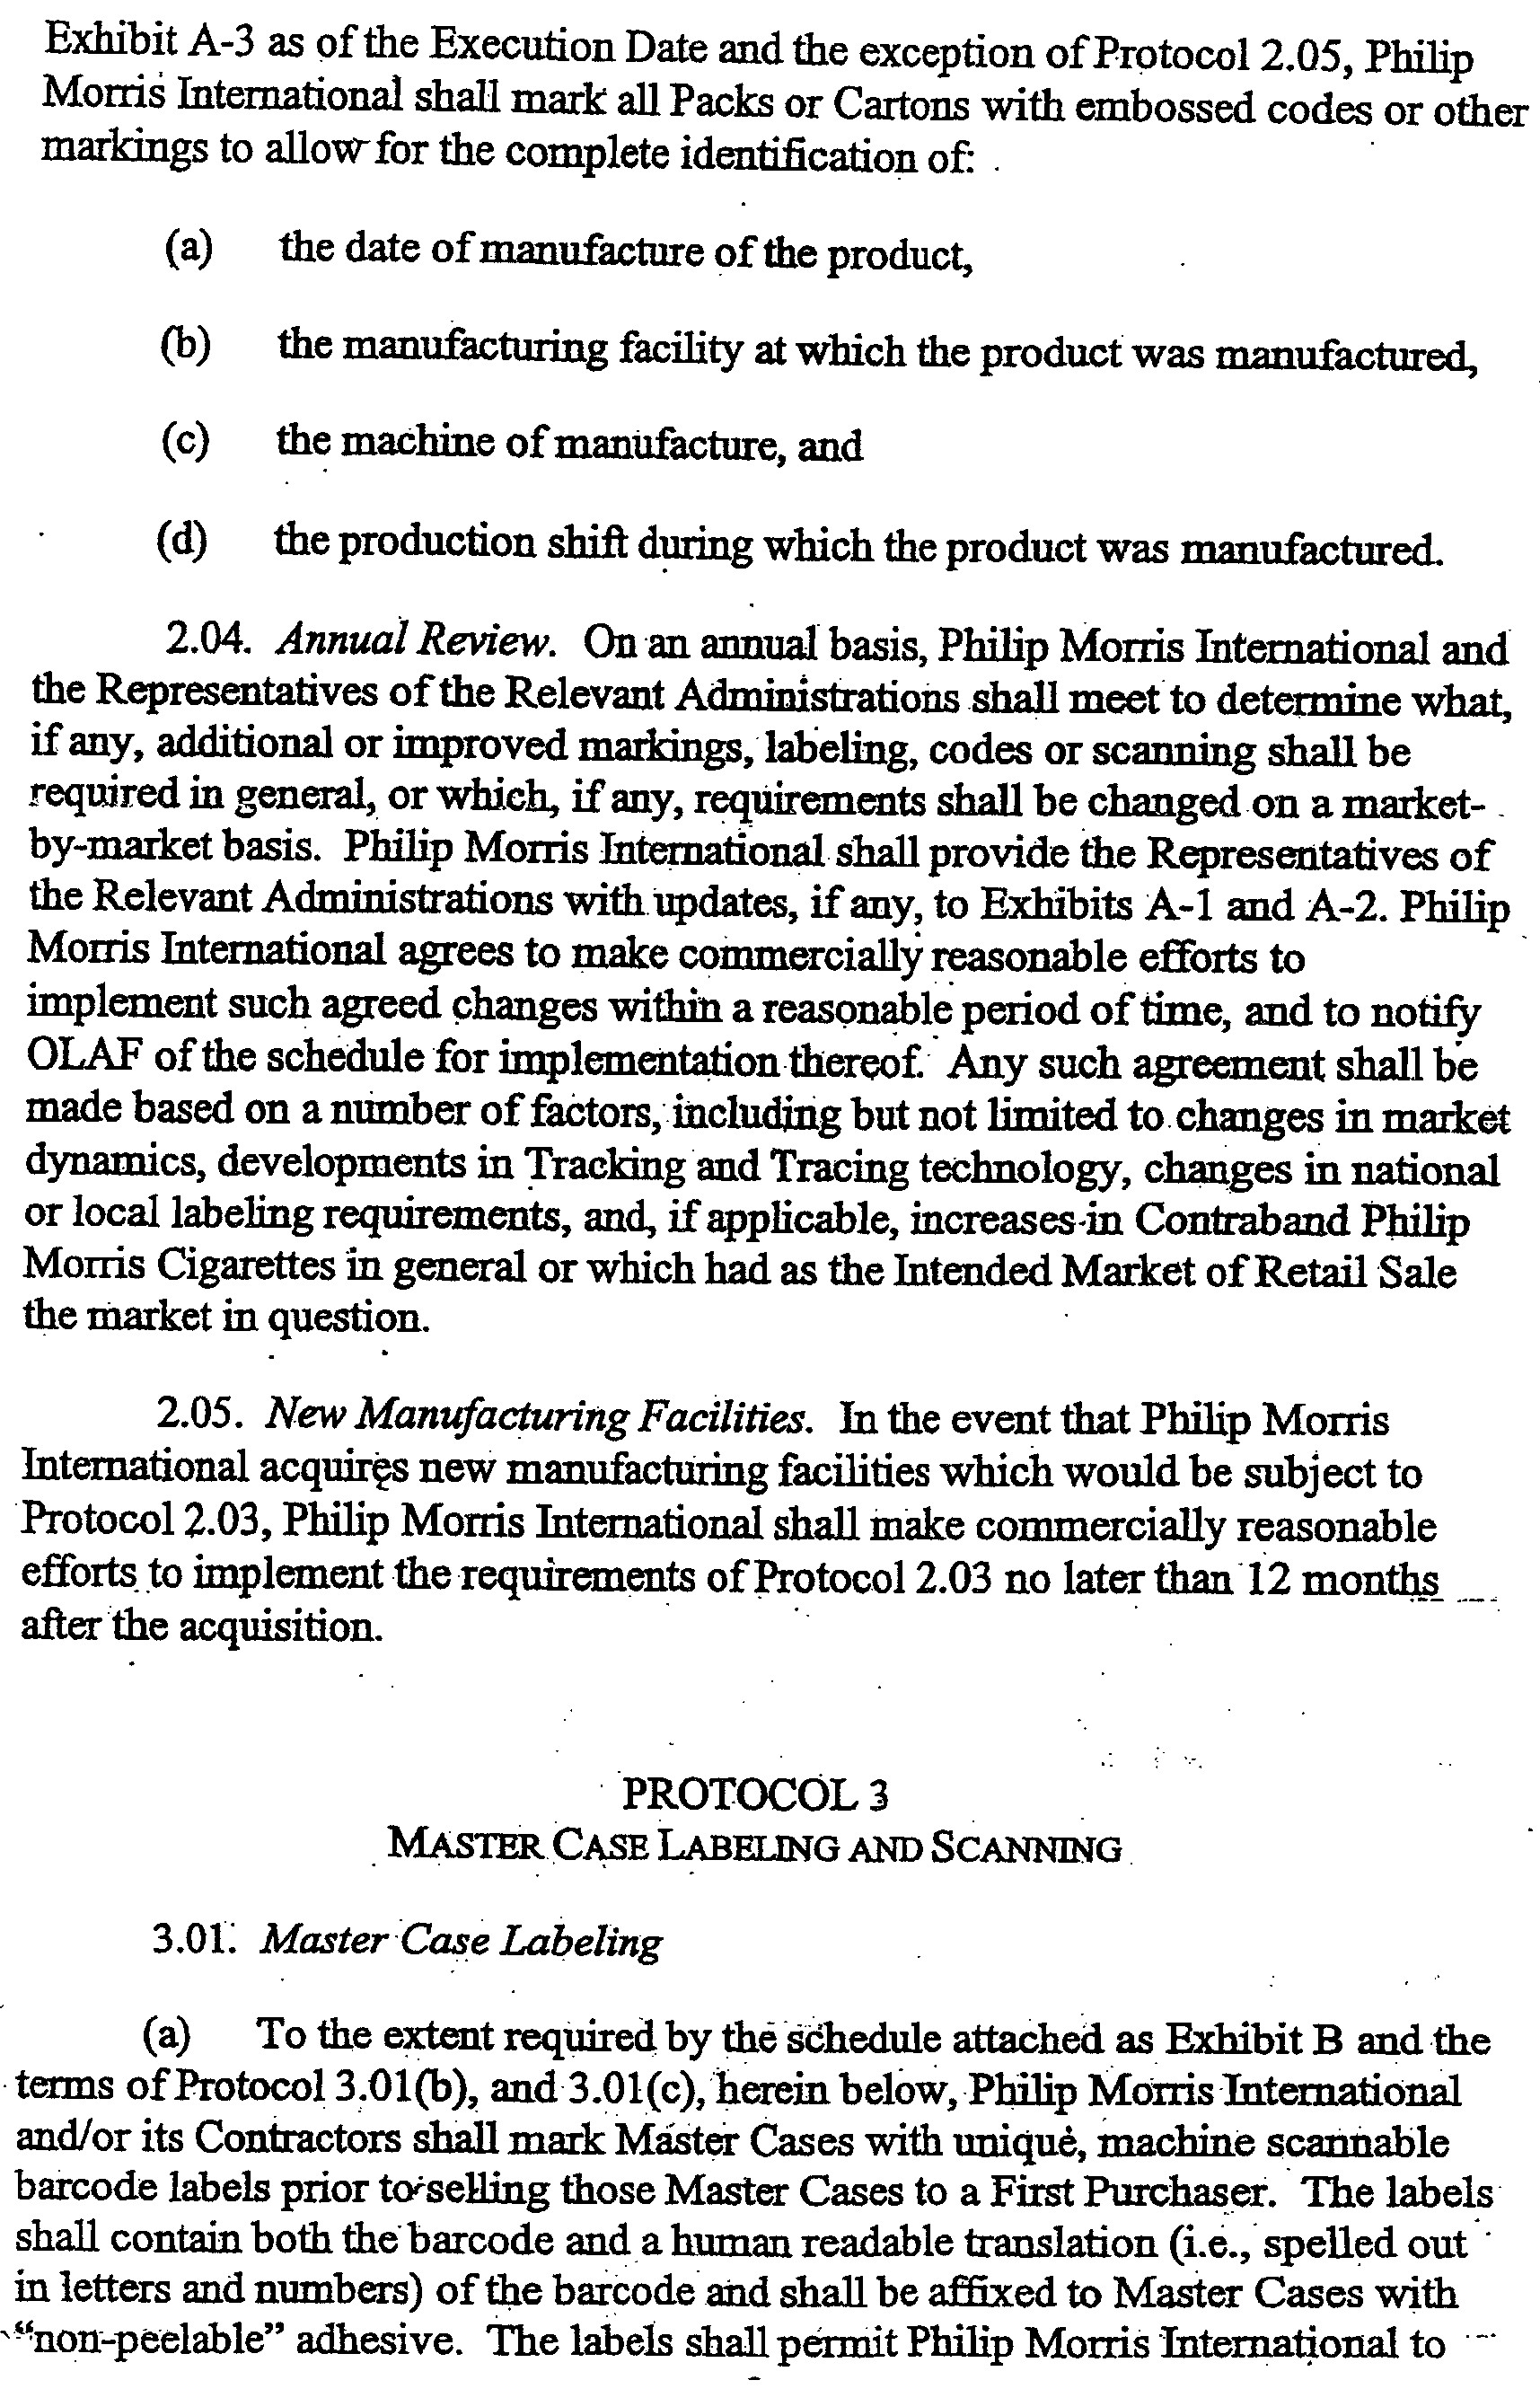 Exhibit A-3 as of the Execution Date and the exception of Protocol 2.05, Philip
Morris International shall mark all Packs or Cartons with embossed codes or other
markings to allow for the complete identification of:
(a) the date of manufacture of the product,
(b) the manufacturing facility at which the product was manufactured,
(c) the machine of manufacture, and
(d) the production shift during which the product was manufactured.
2.04. Annual Review. On an annual basis, Philip Morris International and
the Representatives of the Relevant Administrations shall meet to determine what,
if any, additional or improved markings, labeling, codes or scanning shall be
required in general, or which, if any, requirements shall be changed on a market-
by-market basis. Philip Morris International shall provide the Representatives of
the Relevant Administrations with updates, if any, to Exhibits A-1 and A-2. Philip
Morris International agrees to make commercially reasonable efforts to
implement such agreed changes within a reasonable period of time, and to notify
OLAF of the schedule for implementation thereof. Any such agreement shall be
made based on a number of factors, including but not limited to changes in market
dynamics, developments in Tracking and Tracing technology, changes in national
or local labeling requirements, and, if applicable, increases in Contraband Philip
Morris Cigarettes in general or which had as the Intended Market of Retail Sale
the market in question.
2.05. New Manufacturing Facilities. In the event that Philip Morris
International acquires new manufacturing facilities which would be subject to
Protocol 2.03, Philip Morris International shall make commercially reasonable
efforts to implement the requirements of Protocol 2.03 no later than 12 months
after the acquisition.
PROTOCOL 3
MASTER CASE LABELING AND SCANNING
3.01. Master Case Labeling
(a) To the extent required by the schedule attached as Exhibit B and the
terms of Protocol 3.01(b), and 3.01(c), herein below, Philip Morris International
and/or its Contractors shall mark Master Cases with unique, machine scannable
barcode labels prior to selling those Master Cases to a First Purchaser. The labels
shall contain both the barcode and a human readable translation (i.e., spelled out
in letters and numbers) of the barcode and shall be affixed to Master Cases with
“non-peelable” adhesive. The labels shall permit Philip Morris International to